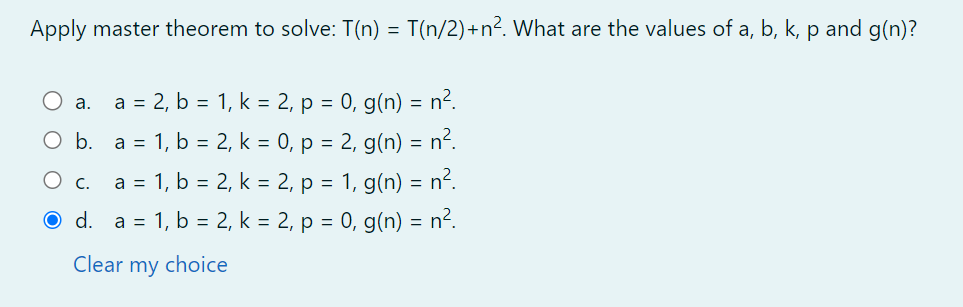 Apply master theorem to solve: T(n) = T(n/2)+n². What are the values of a, b, k, p and g(n)?
a. a = 2, b = 1, k = 2, p = 0, g(n) = n².
b. a = 1, b = 2, k = 0, p = 2, g(n) = n².
c. a = 1, b = 2, k = 2, p = 1, g(n) = n².
d. a = 1, b = 2, k = 2, p = 0, g(n) = n².
Clear my choice